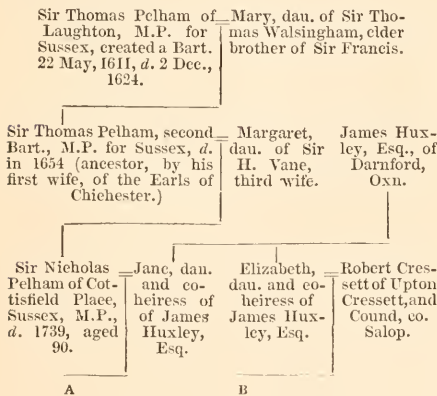 Sir Thomas Pelham of
Laughton, M.P. for
Sussex, created a Bart.
22 May, 1611, d. 2 Dec.,
1624.
Mary, dau. of Sir Tho-
mas Walsingham, elder
brother of Sir Francis.
Sir Thomas Pelham, second
Bart., M.P. for Sussex, d.
in 1654 (ancestor, by his
first wife, of the Earls of
Chichester.)
Margaret,
dau. of Sir
H. Vane,
third wife.
James Hux-
ley, Esq., of
Darnford,
Oxn.
Sir Nicholas
Pelham of Cot-
tisfield Place,
Sussex, M.P.,
d. 1739, aged
90.
Jane, dau.
and co-
heiress of
of James
Huxley,
Esq.
Elizabeth,
dau. and co-
heiress of
James Hux-
ley, Esq.
Robert Cres-
sett of Upton
Cressett, and
Cound, co.
Salop.
A
B